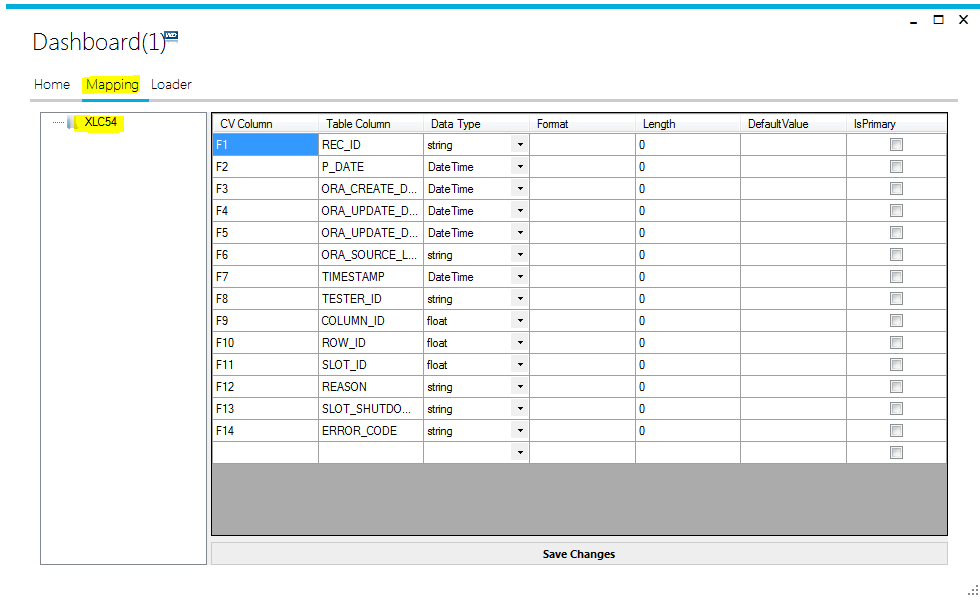 Dashboard(1) WD
Home Mapping Loader
XLC54
CV Column Table Column Data Type Format Length DefaultValue IsPrimary
F1 REC_ID string 0
F2 P_DATE DateTime 0
F3 ORA_CREATE_D... DateTime 0
F4 ORA_UPDATE_D... DateTime 0
F5 ORA_UPDATE_D... DateTime 0
F6 ORA_SOURCE_L... string 0
F7 TIMESTAMP DateTime 0
F8 TESTER_ID string 0
F9 COLUMN_ID float 0
F10 ROW_ID float 0
F11 SLOT_ID float 0
F12 REASON string 0
F13 SLOT_SHUTDO... string 0
F14 ERROR_CODE string 0
Save Changes